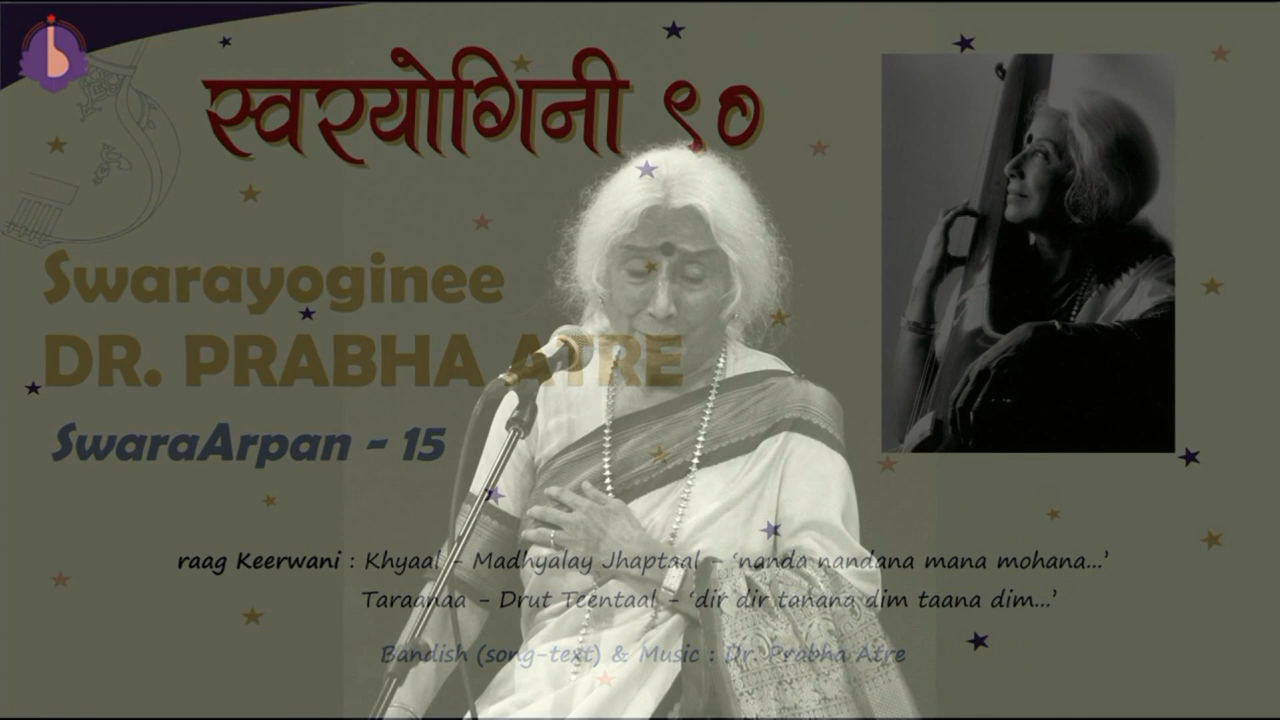 स्वरयोगिनी ९०
Swarayoginee
DR. PRABHA ATRE
SwaraArpan - 15
raag Keerwani : Khyaal - Madhyalay Jhaptaal - ‘nanda nandana mana mohana...’
Taraanaa - Drut Teentaal - ‘dir dir tanana dim taana dim...’
Bandish (song-text) & Music : Dr. Prabha Atre